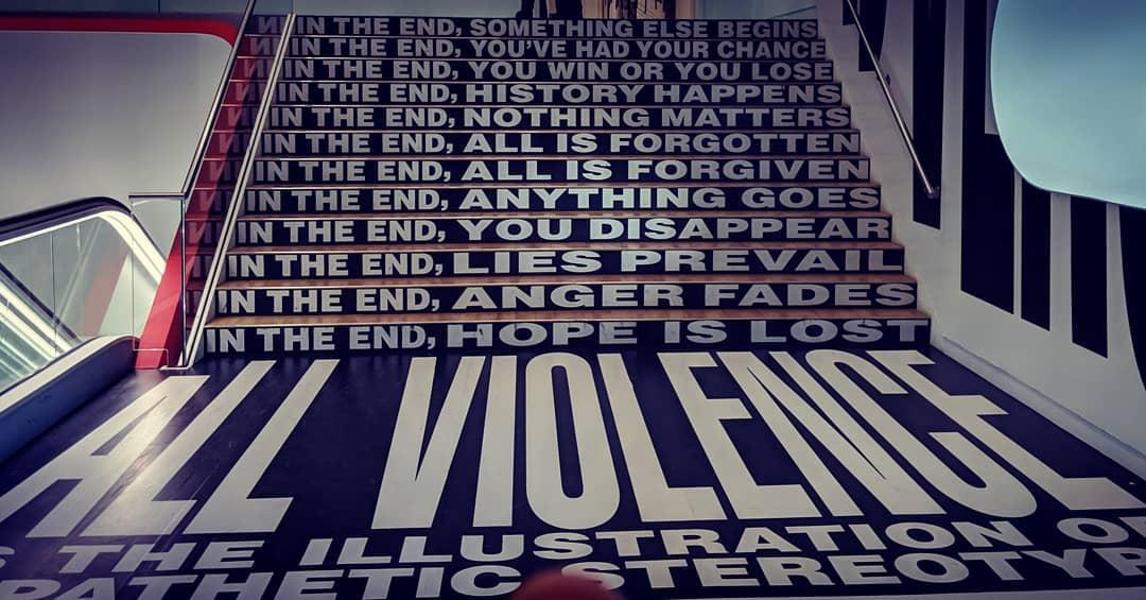 IN THE END, SOMETHING ELSE BEGINS
IN THE END, YOU'VE HAD YOUR CHANCE
IN THE END, YOU WIN OR YOU LOSE
IN THE END, HISTORY HAPPENS
IN THE END, NOTHING MATTERS
IN THE END, ALL IS FORGOTTEN
IN THE END, ALL IS FORGIVEN
IN THE END, ANYTHING GOES
IN THE END, YOU DISAPPEAR
IN THE END, LIES PREVAIL
IN THE END, ANGER FADES
IN THE END, HOPE IS LOST
ALL VIOLENCE
THE ILLUSTRATION
PATHETIC STEREOTYP